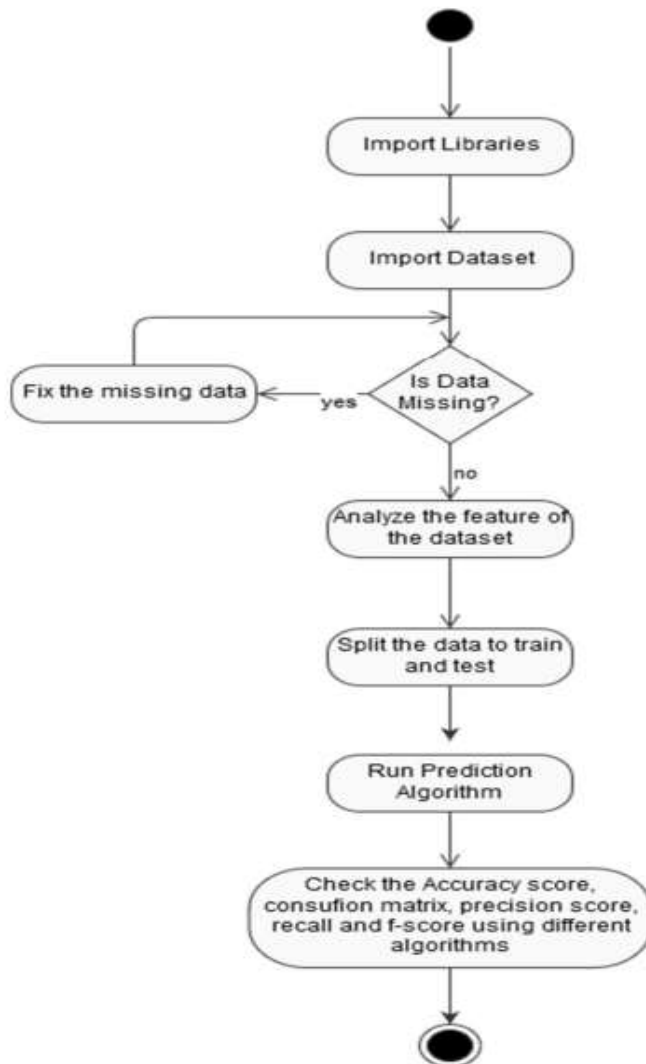 Import Libraries
Import Dataset
Fix the missing data
yes
Is Data
Missing?
no
Analyze the feature of
the dataset
Split the data to train
and test
Run Prediction
Algorithm
Check the Accuracy score,
consufion matrix, precision score,
recall and f-score using different
algorithms